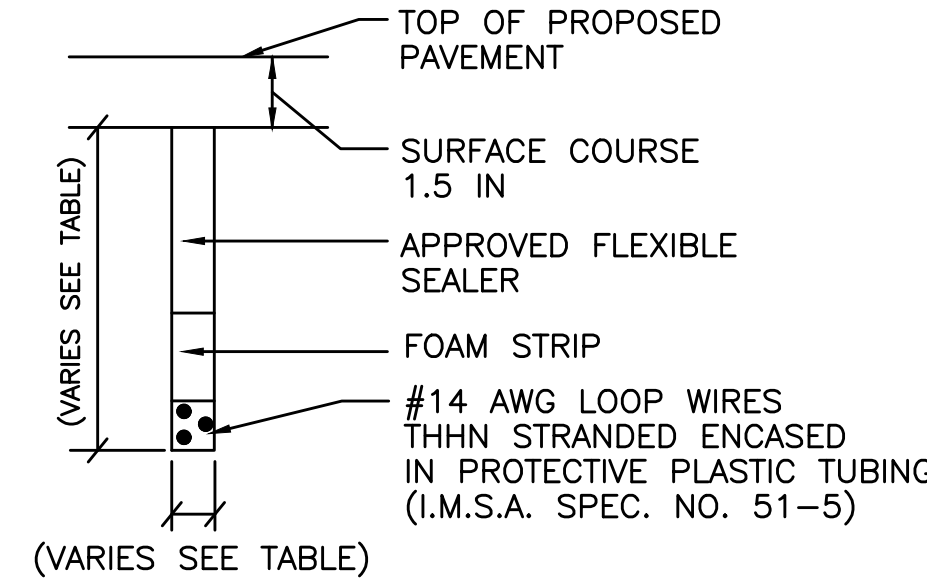 TOP OF PROPOSED
PAVEMENT
SURFACE COURSE
1.5 IN
(VARIES SEE TABLE)
APPROVED FLEXIBLE
SEALER
FOAM STRIP
#14 AWG LOOP WIRES
THHN STRANDED ENCASED
IN PROTECTIVE PLASTIC TUBING
(I.M.S.A. SPEC. NO. 51-5)
(VARIES SEE TABLE)